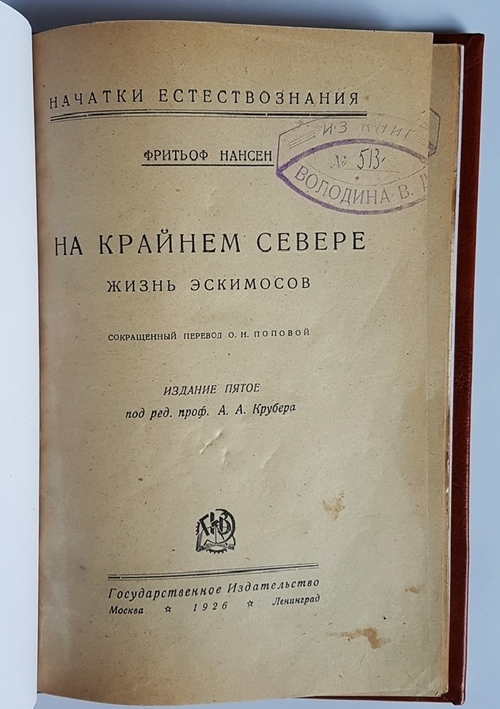 НАЧАТКИ ЕСТЕСТВОЗНАНИЯ
ФРИТЬОФ НАНСЕН
ИЗ КНИГ
№ 513
ВОЛОДИНА В.
НА КРАЙНЕМ СЕВЕРЕ
ЖИЗНЬ ЭСКИМОСОВ
СОКРАЩЕННЫЙ ПЕРЕВОД О. Н. ПОПОВОЙ
ИЗДАНИЕ ПЯТОЕ
под ред. проф. А. А. Крубера
Государственное Издательство
Москва ☆ 1926 ☆ Ленинград